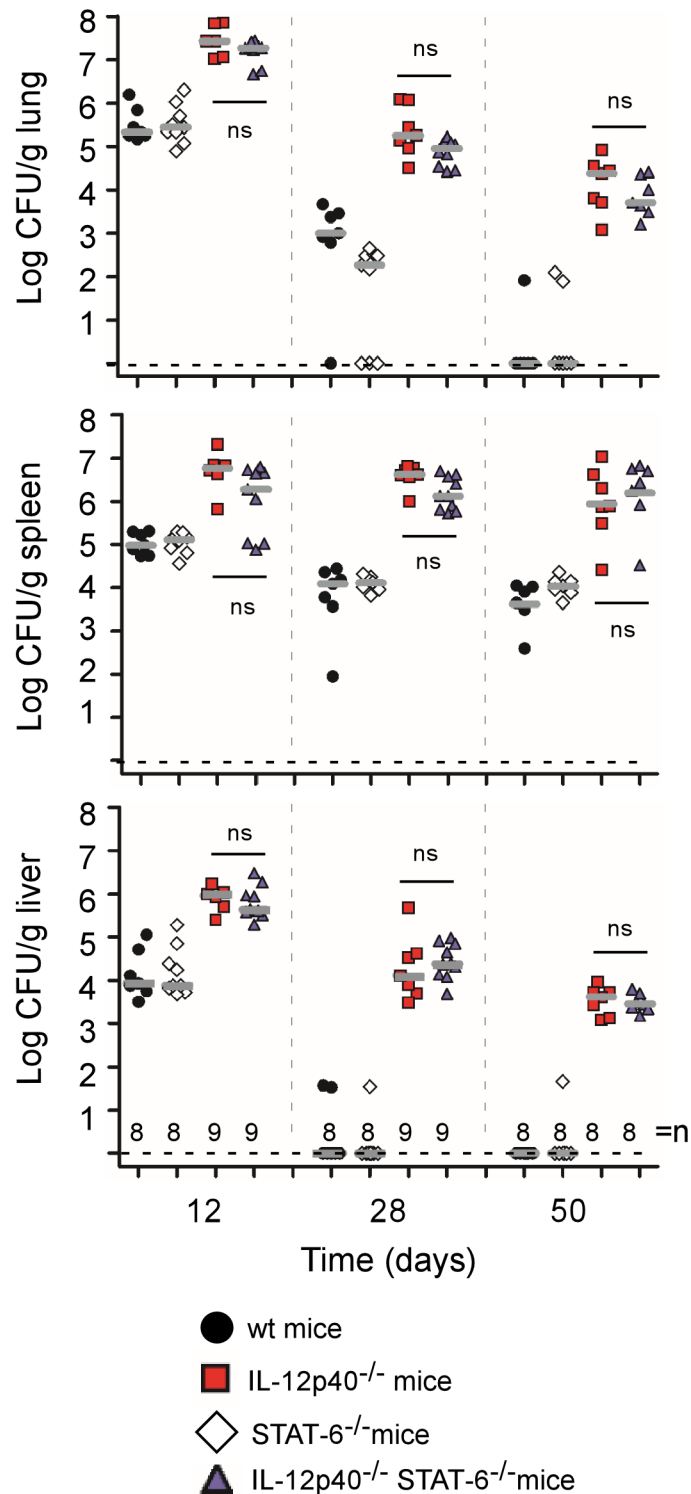 8
7
6
5
4
3
2
1
Log CFU/g lung
ns
ns
ns
8
7
6
5
4
3
2
1
Log CFU/g spleen
ns
ns
ns
8
7
6
5
4
3
2
1
Log CFU/g liver
ns
ns
ns
8 8 9 9 8 8 9 9 8 8 8 8 =n
12 28 50
Time (days)
wt mice
IL-12p40-/- mice
STAT-6-/-mice
IL-12p40-/- STAT-6-/-mice